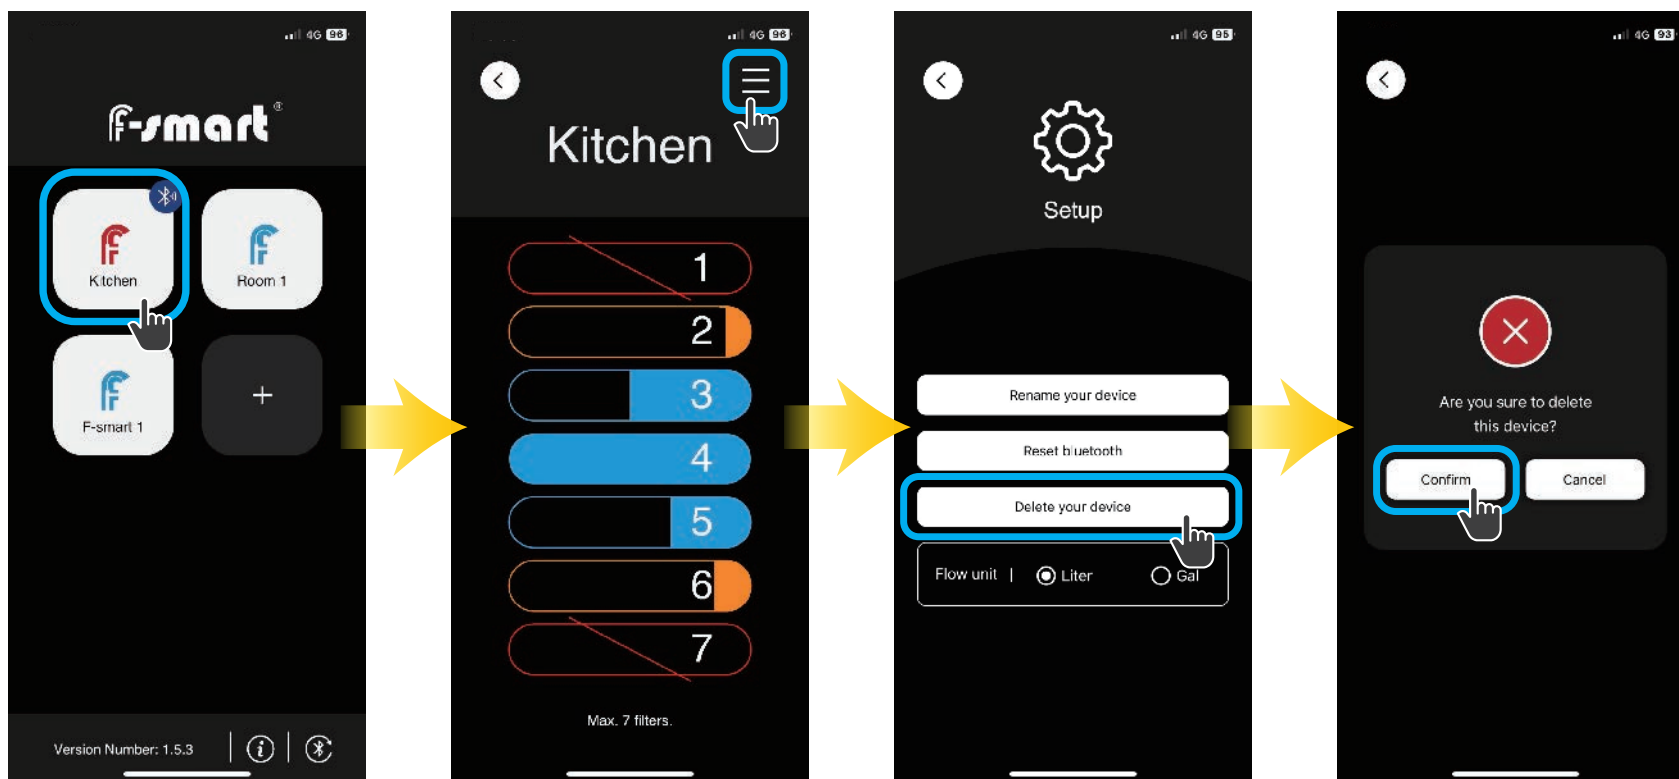 4G 96
F-smart®
Kitchen
Room 1
F-smart 1
+
Version Number: 1.5.3
4G 96
Kitchen
1
2
3
4
5
6
7
Max. 7 filters.
4G 95
Setup
Rename your device
Reset bluetooth
Delete your device
Flow unit | Liter Gal
4G 93
Are you sure to delete
this device?
Confirm Cancel